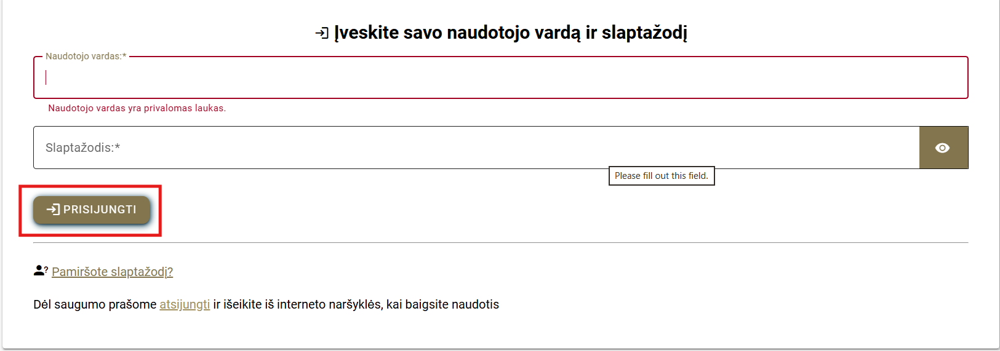 Įveskite savo naudotojo vardą ir slaptažodį
Naudotojo vardas:*
Naudotojo vardas yra privalomas laukas.
Slaptažodis:*
Please fill out this field.
PRISIJUNGTI
Pamiršote slaptažodį?
Dėl saugumo prašome atsijungti ir išeikite iš interneto naršyklės, kai baigsite naudotis